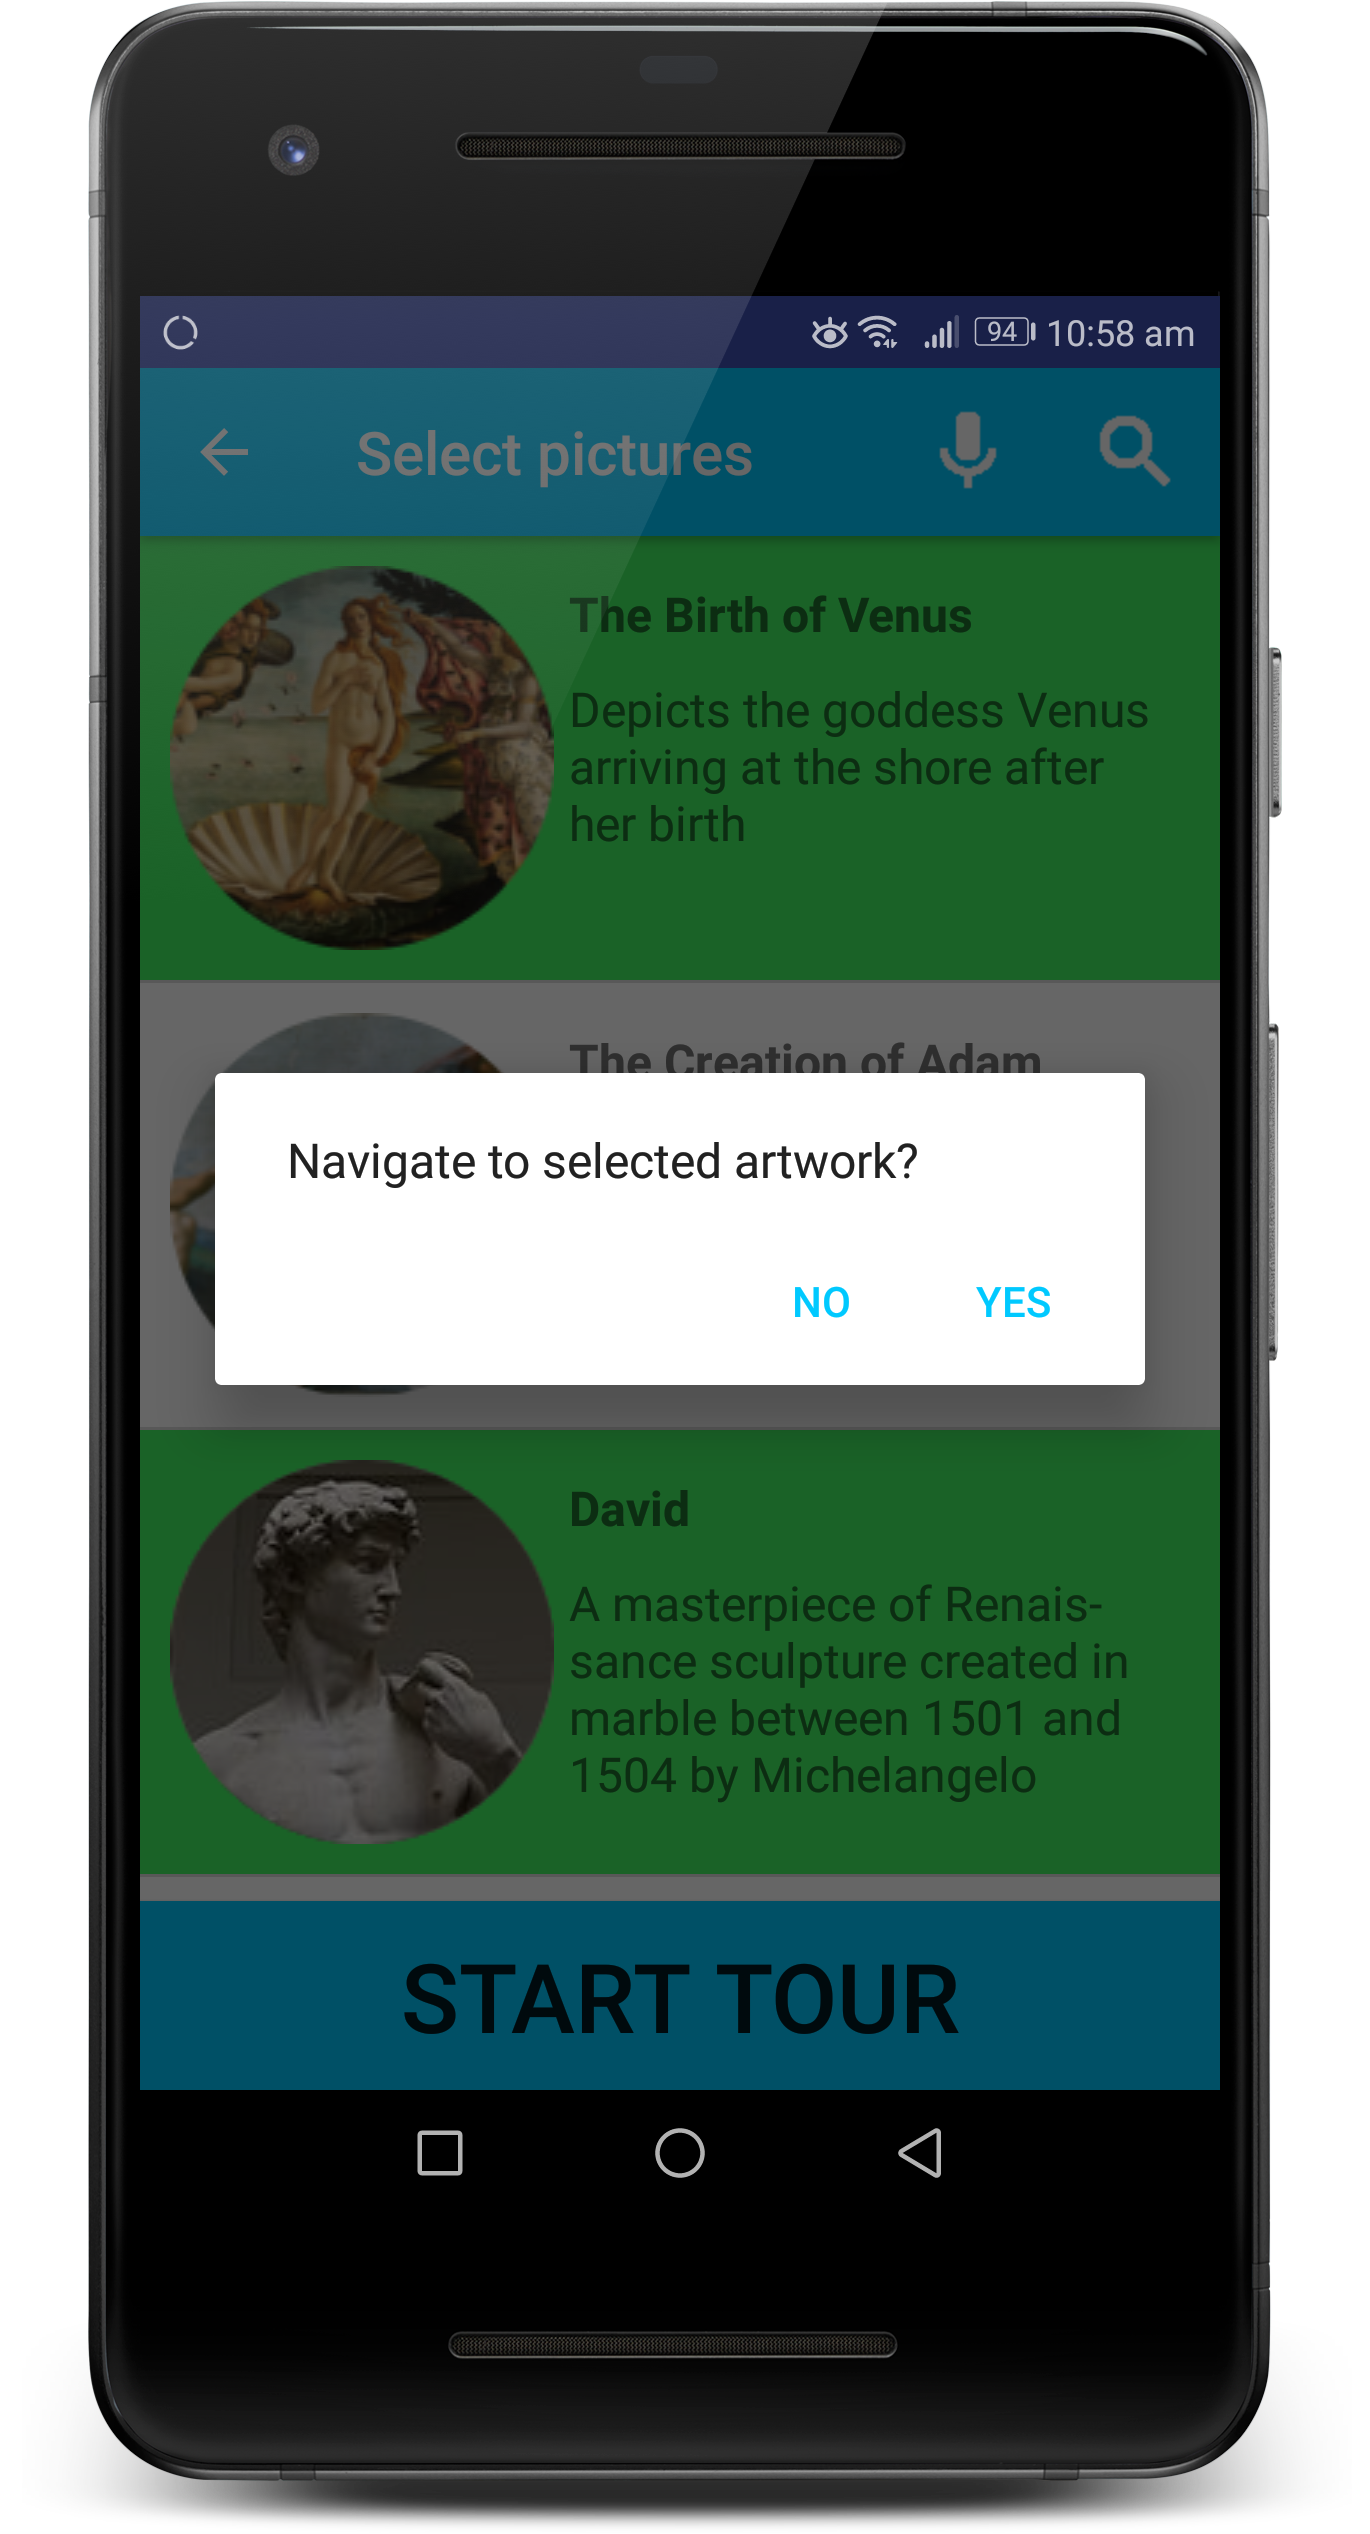 94 10:58 am
Select pictures
The Birth of Venus
Depicts the goddess Venus
arriving at the shore after
her birth
The Creation of Adam
Navigate to selected artwork?
NO YES
David
A masterpiece of Renais-
sance sculpture created in
marble between 1501 and
1504 by Michelangelo
START TOUR